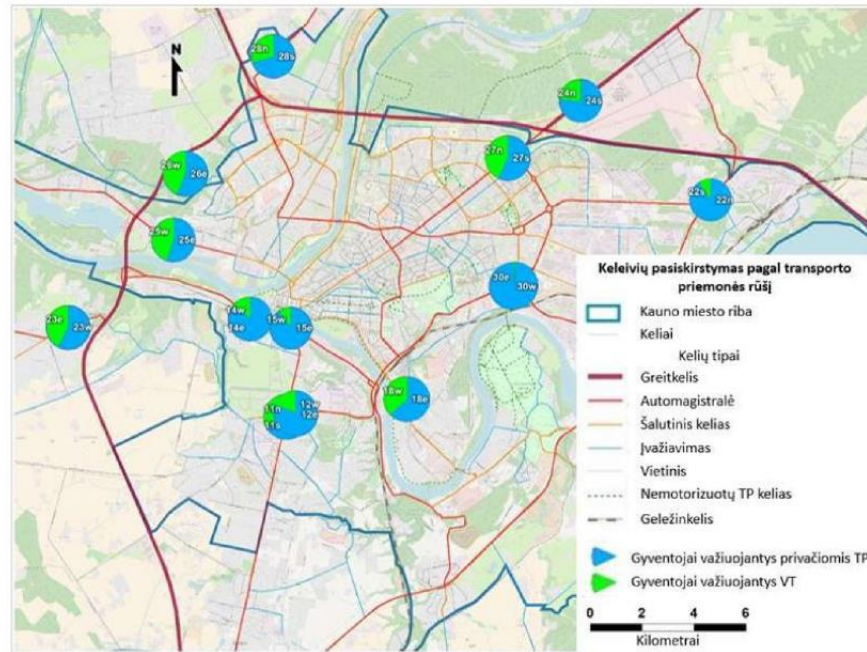 N
28n
28s
24n
24s
27n
27s
26w
26e
22s
22n
25w
25e
30e
30w
23e
23w
14w
14e
15w
15e
18w
18e
11n
12w
12e
11s
Keleivių pasiskirstymas pagal transporto
priemonės rūšį
Kauno miesto riba
Keliai
Kelių tipai
Greitkelis
Automagistralė
Šalutinis kelias
Įvažiavimas
Vietinis
Nemotorizuotų TP kelias
Geležinkelis
Gyventojai važiuojantys privačiomis TP
Gyventojai važiuojantys VT
0 2 4 6
Kilometrai